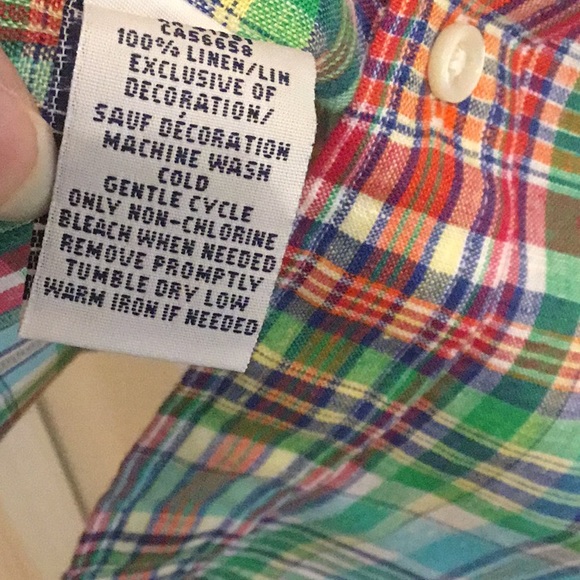 CA56658
100% LINEN/LIN
EXCLUSIVE OF
DECORATION/
SAUF DÉCORATION
MACHINE WASH
COLD
GENTLE CYCLE
ONLY NON-CHLORINE
BLEACH WHEN NEEDED
REMOVE PROMPTLY
TUMBLE DRY LOW
WARM IRON IF NEEDED